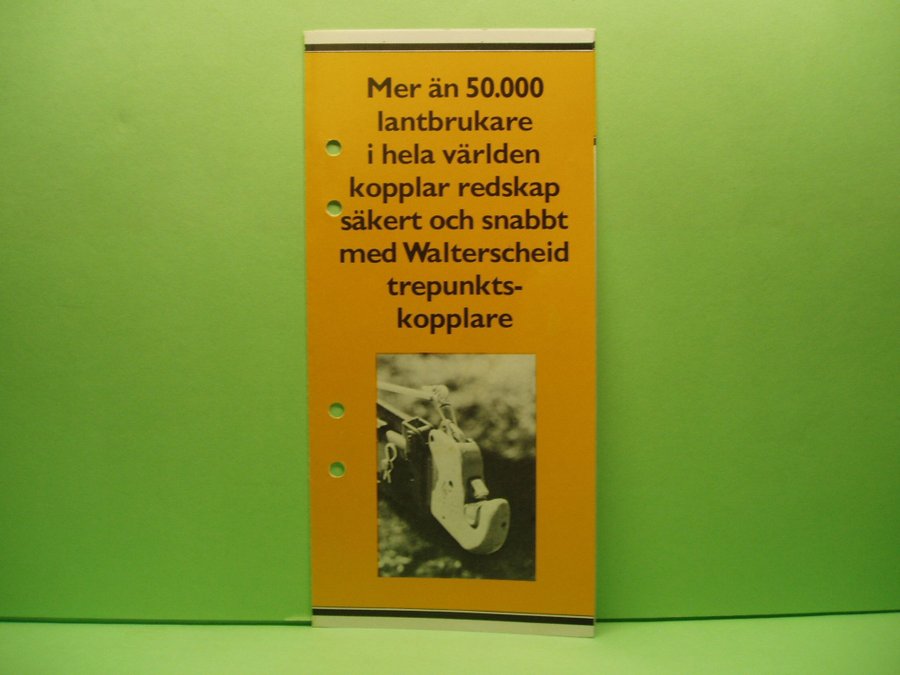 Mer än 50.000
lantbrukare
i hela världen
kopplar redskap
säkert och snabbt
med Walterscheid
trepunkts-
kopplare